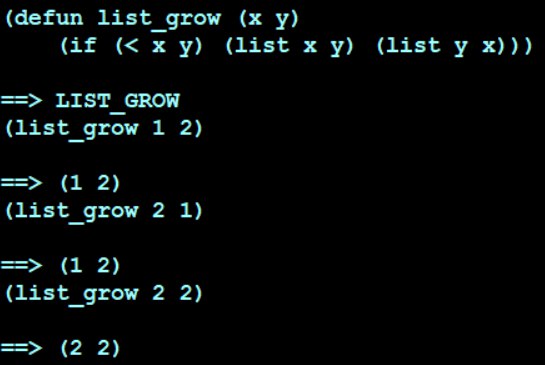 (defun list_grow (x y)
    (if (< x y) (list x y) (list y x)))
==> LIST_GROW
(list_grow 1 2)
==> (1 2)
(list_grow 2 1)
==> (1 2)
(list_grow 2 2)
==> (2 2)